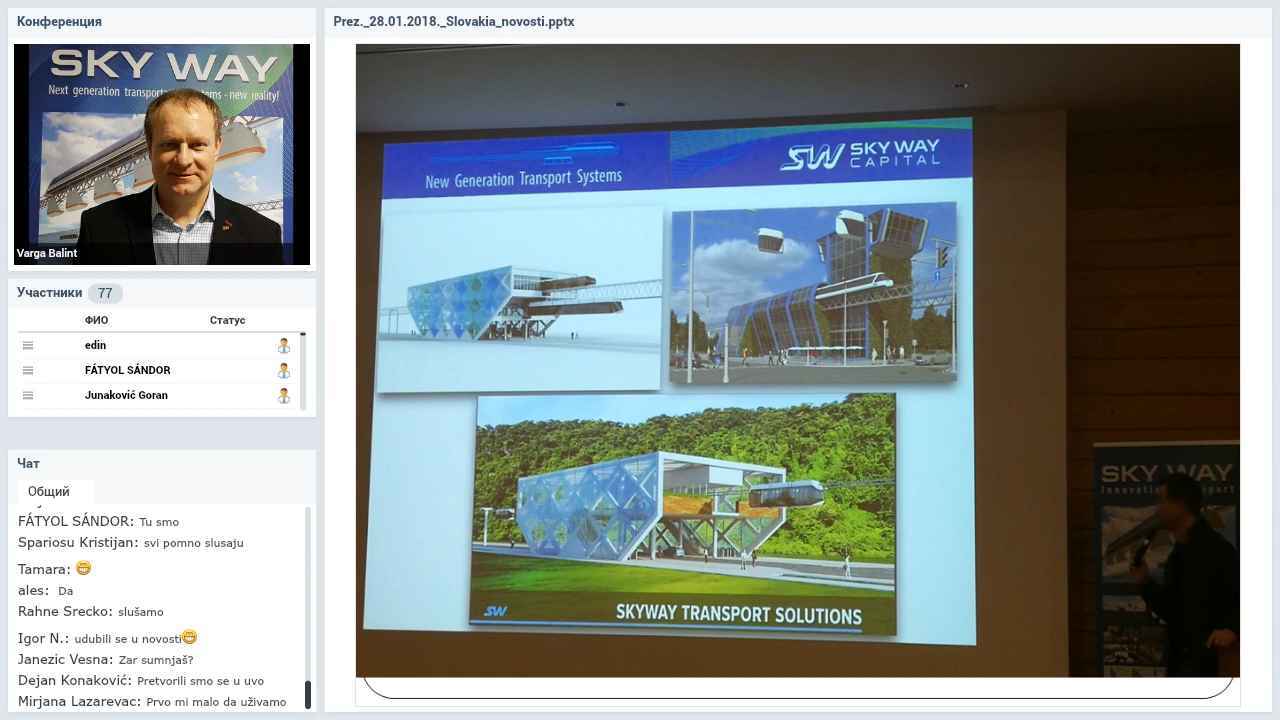 Конференция
SKY WAY
Next generation transportation systems - new reality!
Varga Balint
Участники 77
ФИО Статус
edin
FÁTYOL SÁNDOR
Junaković Goran
Чат
Общий
FÁTYOL SÁNDOR: Tu smo
Spariosu Kristijan: svi pomno slusaju
Tamara: 😁
ales: Da
Rahne Srecko: slušamo
Igor N.: udubili se u novosti😁
Janezic Vesna: Zar sumnjaš?
Dejan Konaković: Pretvorili smo se u uvo
Mirjana Lazarevac: Prvo mi malo da uživamo
Prez._28.01.2018._Slovakia_novosti.pptx
New Generation Transport Systems
SW SKY WAY
CAPITAL
SW SKYWAY TRANSPORT SOLUTIONS
SKY WAY